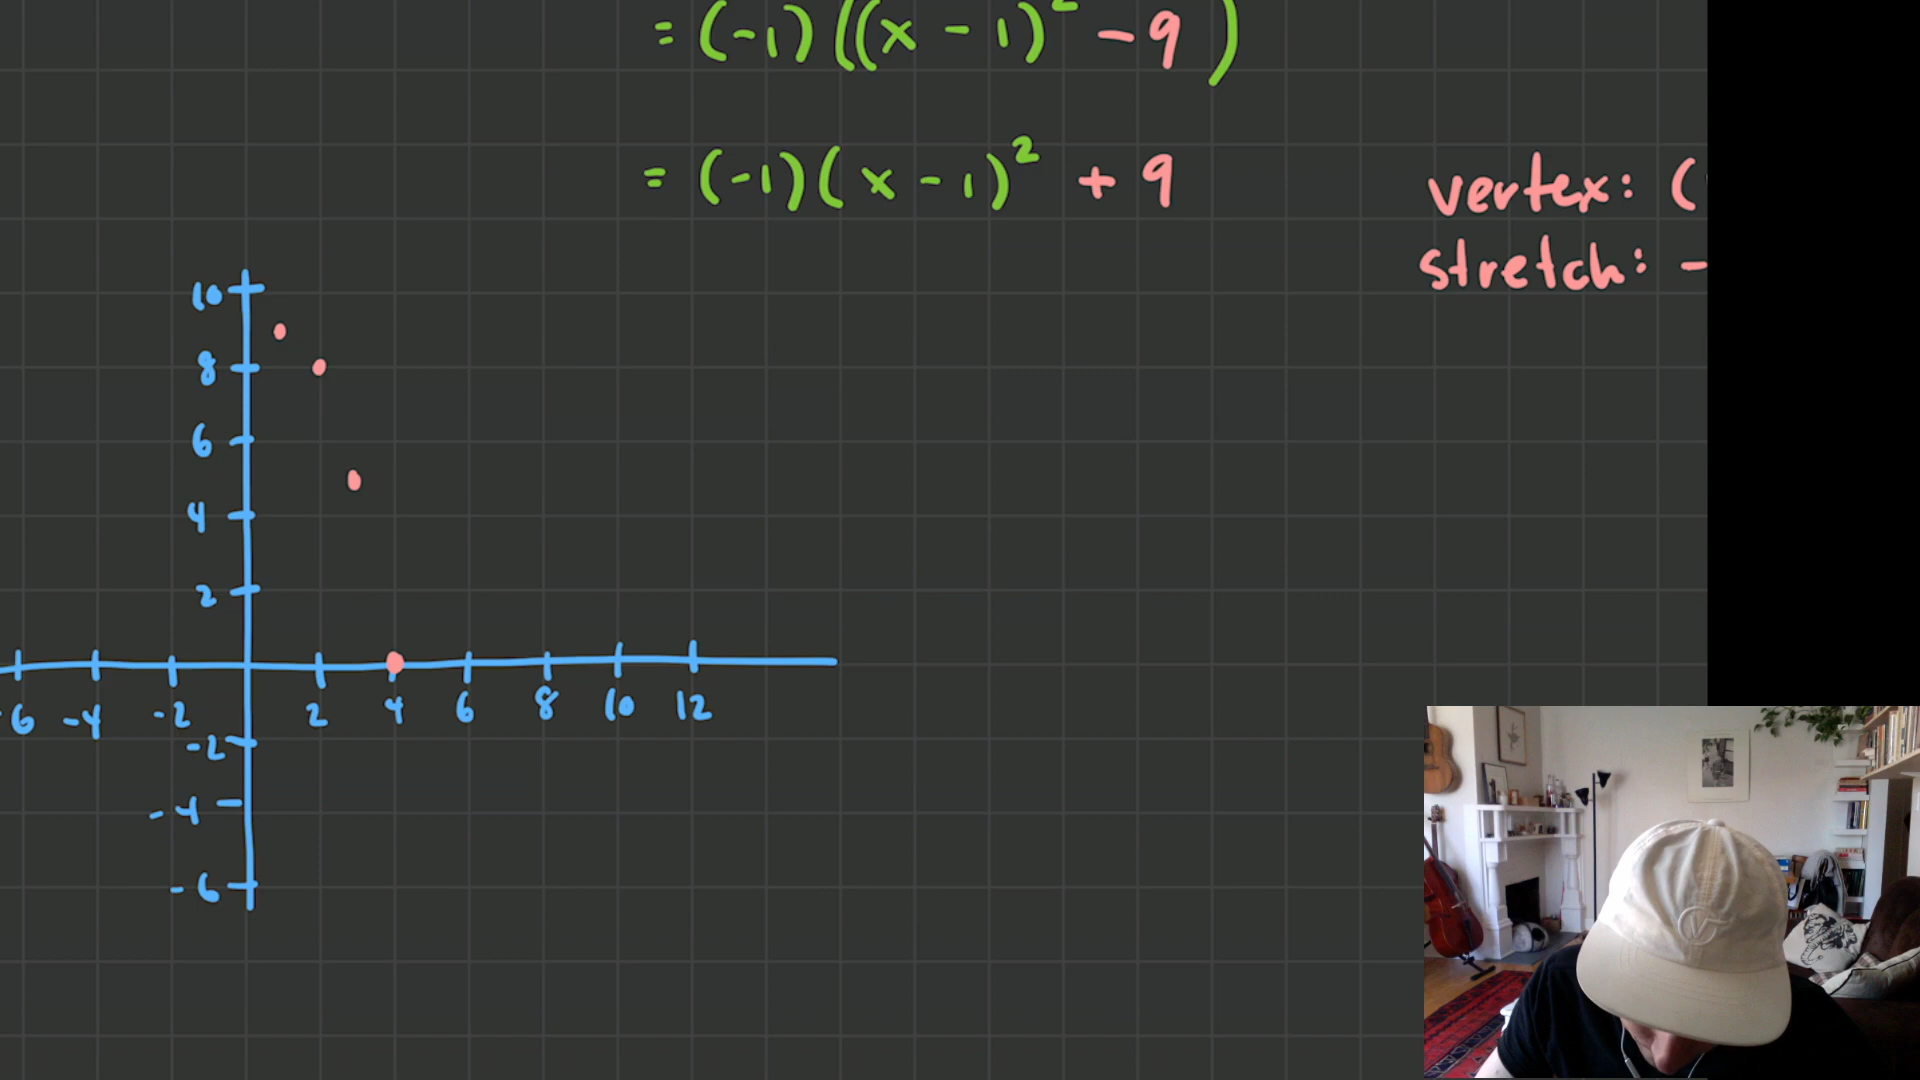 = (-1)((x - 1)² - 9)
= (-1)(x - 1)² + 9
vertex: (
stretch: -
10
8
6
4
2
6 -4 -2 2 4 6 8 10 12
-2
-4
-6